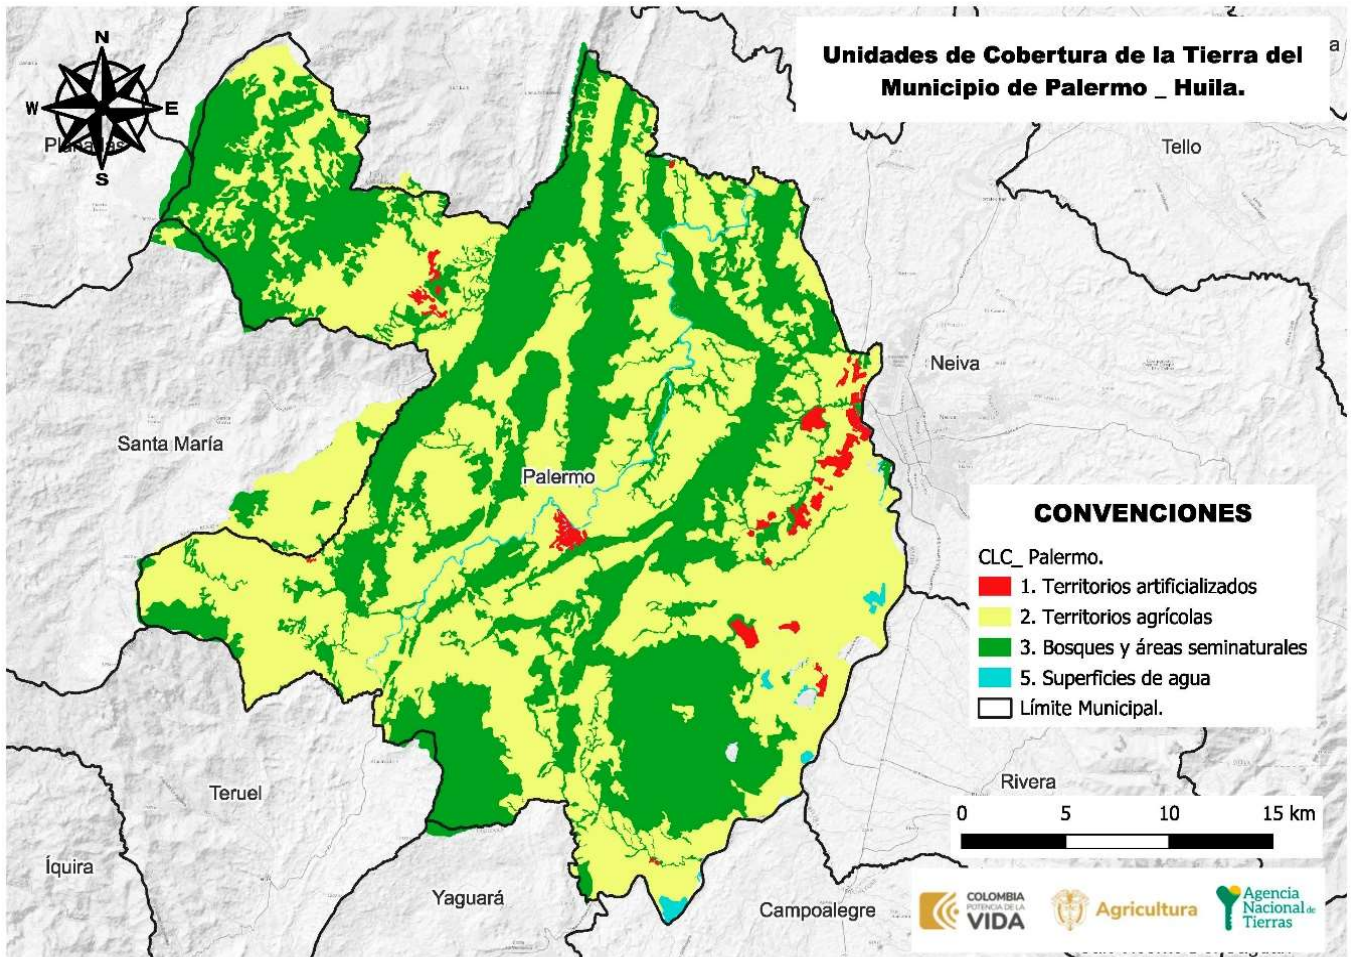 Unidades de Cobertura de la Tierra del
Municipio de Palermo _ Huila.
N
W
E
S
Tello
Neiva
Santa María
Palermo
CONVENCIONES
CLC_ Palermo.
1. Territorios artificializados
2. Territorios agrícolas
3. Bosques y áreas seminaturales
5. Superficies de agua
Límite Municipal.
Rivera
Teruel
0 5 10 15 km
Íquira
Yaguará
Campoalegre
COLOMBIA
POTENCIA DE LA
VIDA
Agricultura
Agencia
Nacional de
Tierras